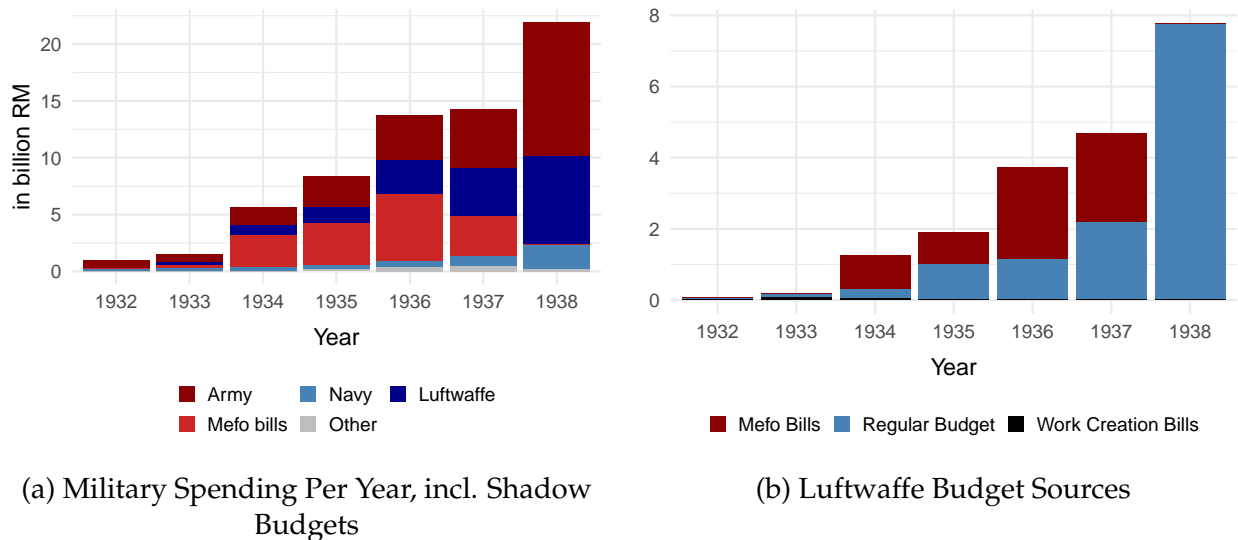 in billion RM
20
15
10
5
0
1932 1933 1934 1935 1936 1937 1938
Year
Army Navy Luftwaffe
Mefo bills Other
(a) Military Spending Per Year, incl. Shadow
Budgets
8
6
4
2
0
1932 1933 1934 1935 1936 1937 1938
Year
Mefo Bills Regular Budget Work Creation Bills
(b) Luftwaffe Budget Sources